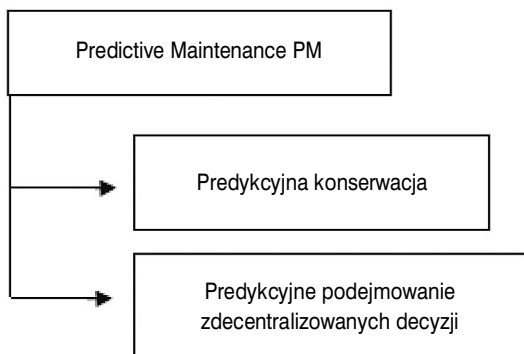 Predictive Maintenance PM
Predykcyjna konserwacja
Predykcyjne podejmowanie
zdecentralizowanych decyzji